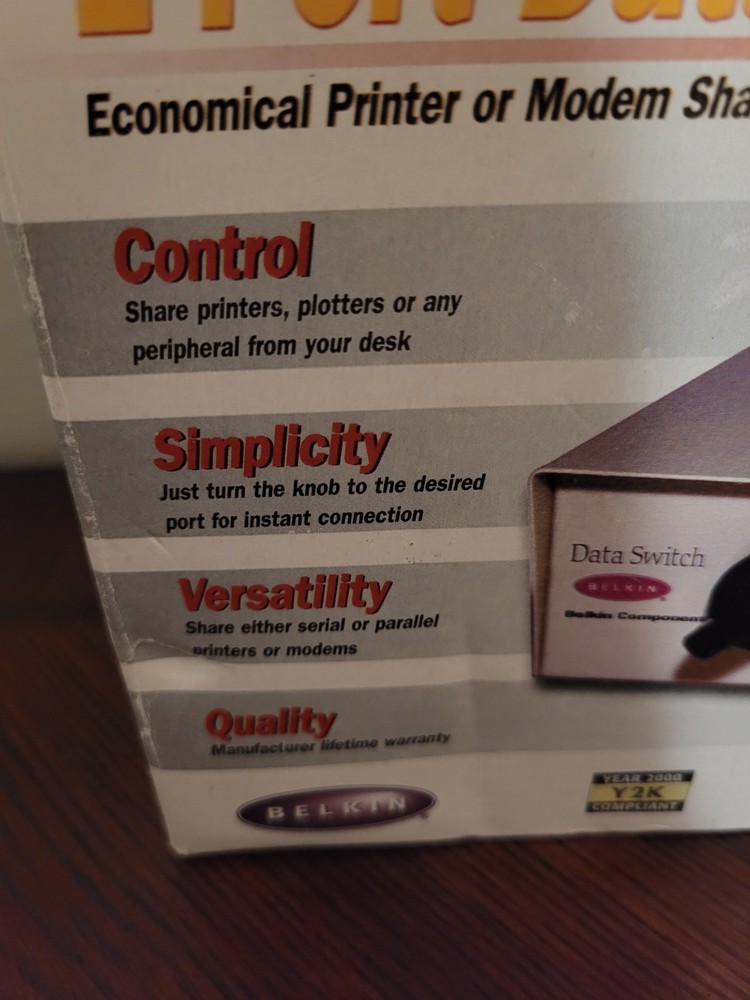 Economical Printer or Modem
Control
Share printers, plotters or any
peripheral from your desk
Simplicity
Just turn the knob to the desired
port for instant connection
Versatility
Share either serial or parallel
printers or modems
Quality
Manufacturer lifetime warranty
Data Switch
BELKIN
Belkin Component
BELKIN
YEAR 2000
Y2K
COMPLIANT